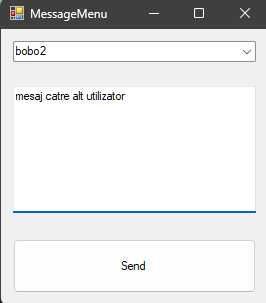 MessageMenu
bobo2
mesaj catre alt utilizator
Send